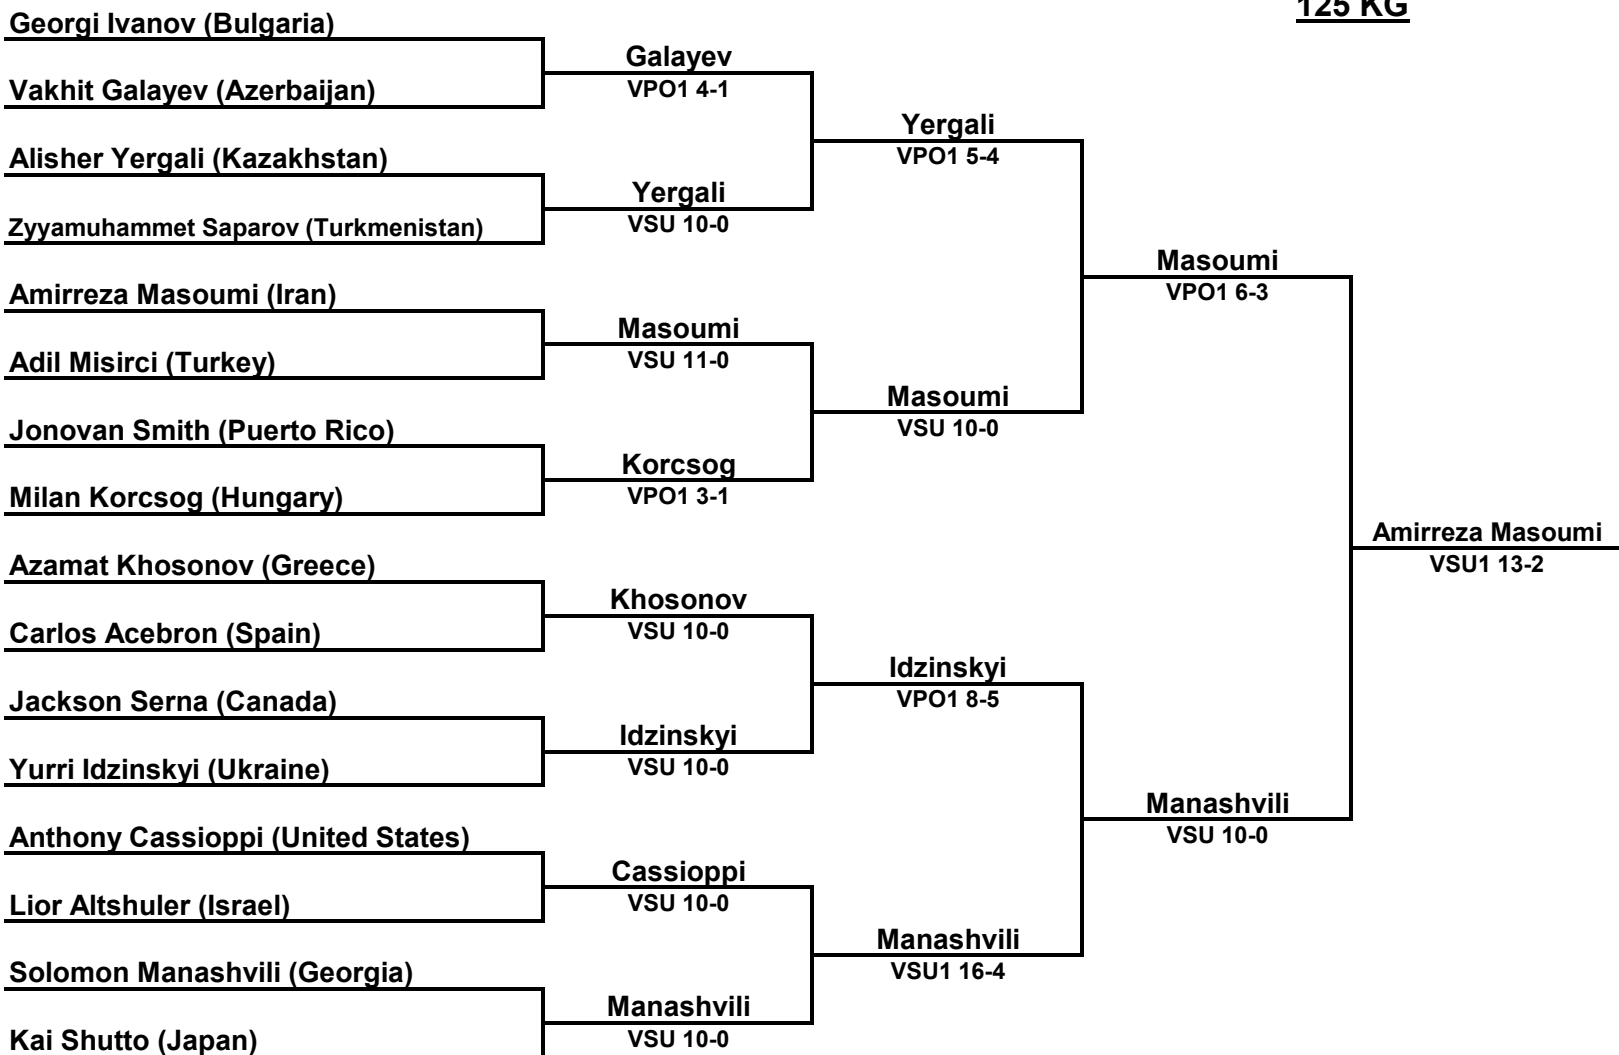 125 KG
Georgi Ivanov (Bulgaria)
Galayev
VPO1 4-1
Vakhit Galayev (Azerbaijan)
Yergali
VPO1 5-4
Alisher Yergali (Kazakhstan)
Yergali
VSU 10-0
Zyyamuhammet Saparov (Turkmenistan)
Masoumi
VPO1 6-3
Amirreza Masoumi (Iran)
Masoumi
VSU 11-0
Adil Misirci (Turkey)
Masoumi
VSU 10-0
Jonovan Smith (Puerto Rico)
Korcsog
VPO1 3-1
Milan Korcsog (Hungary)
Amirreza Masoumi
VSU1 13-2
Azamat Khosonov (Greece)
Khosonov
VSU 10-0
Carlos Acebron (Spain)
Idzinskyi
VPO1 8-5
Jackson Serna (Canada)
Idzinskyi
VSU 10-0
Yurri Idzinskyi (Ukraine)
Manashvili
VSU 10-0
Anthony Cassioppi (United States)
Cassioppi
VSU 10-0
Lior Altshuler (Israel)
Manashvili
VSU1 16-4
Solomon Manashvili (Georgia)
Manashvili
VSU 10-0
Kai Shutto (Japan)